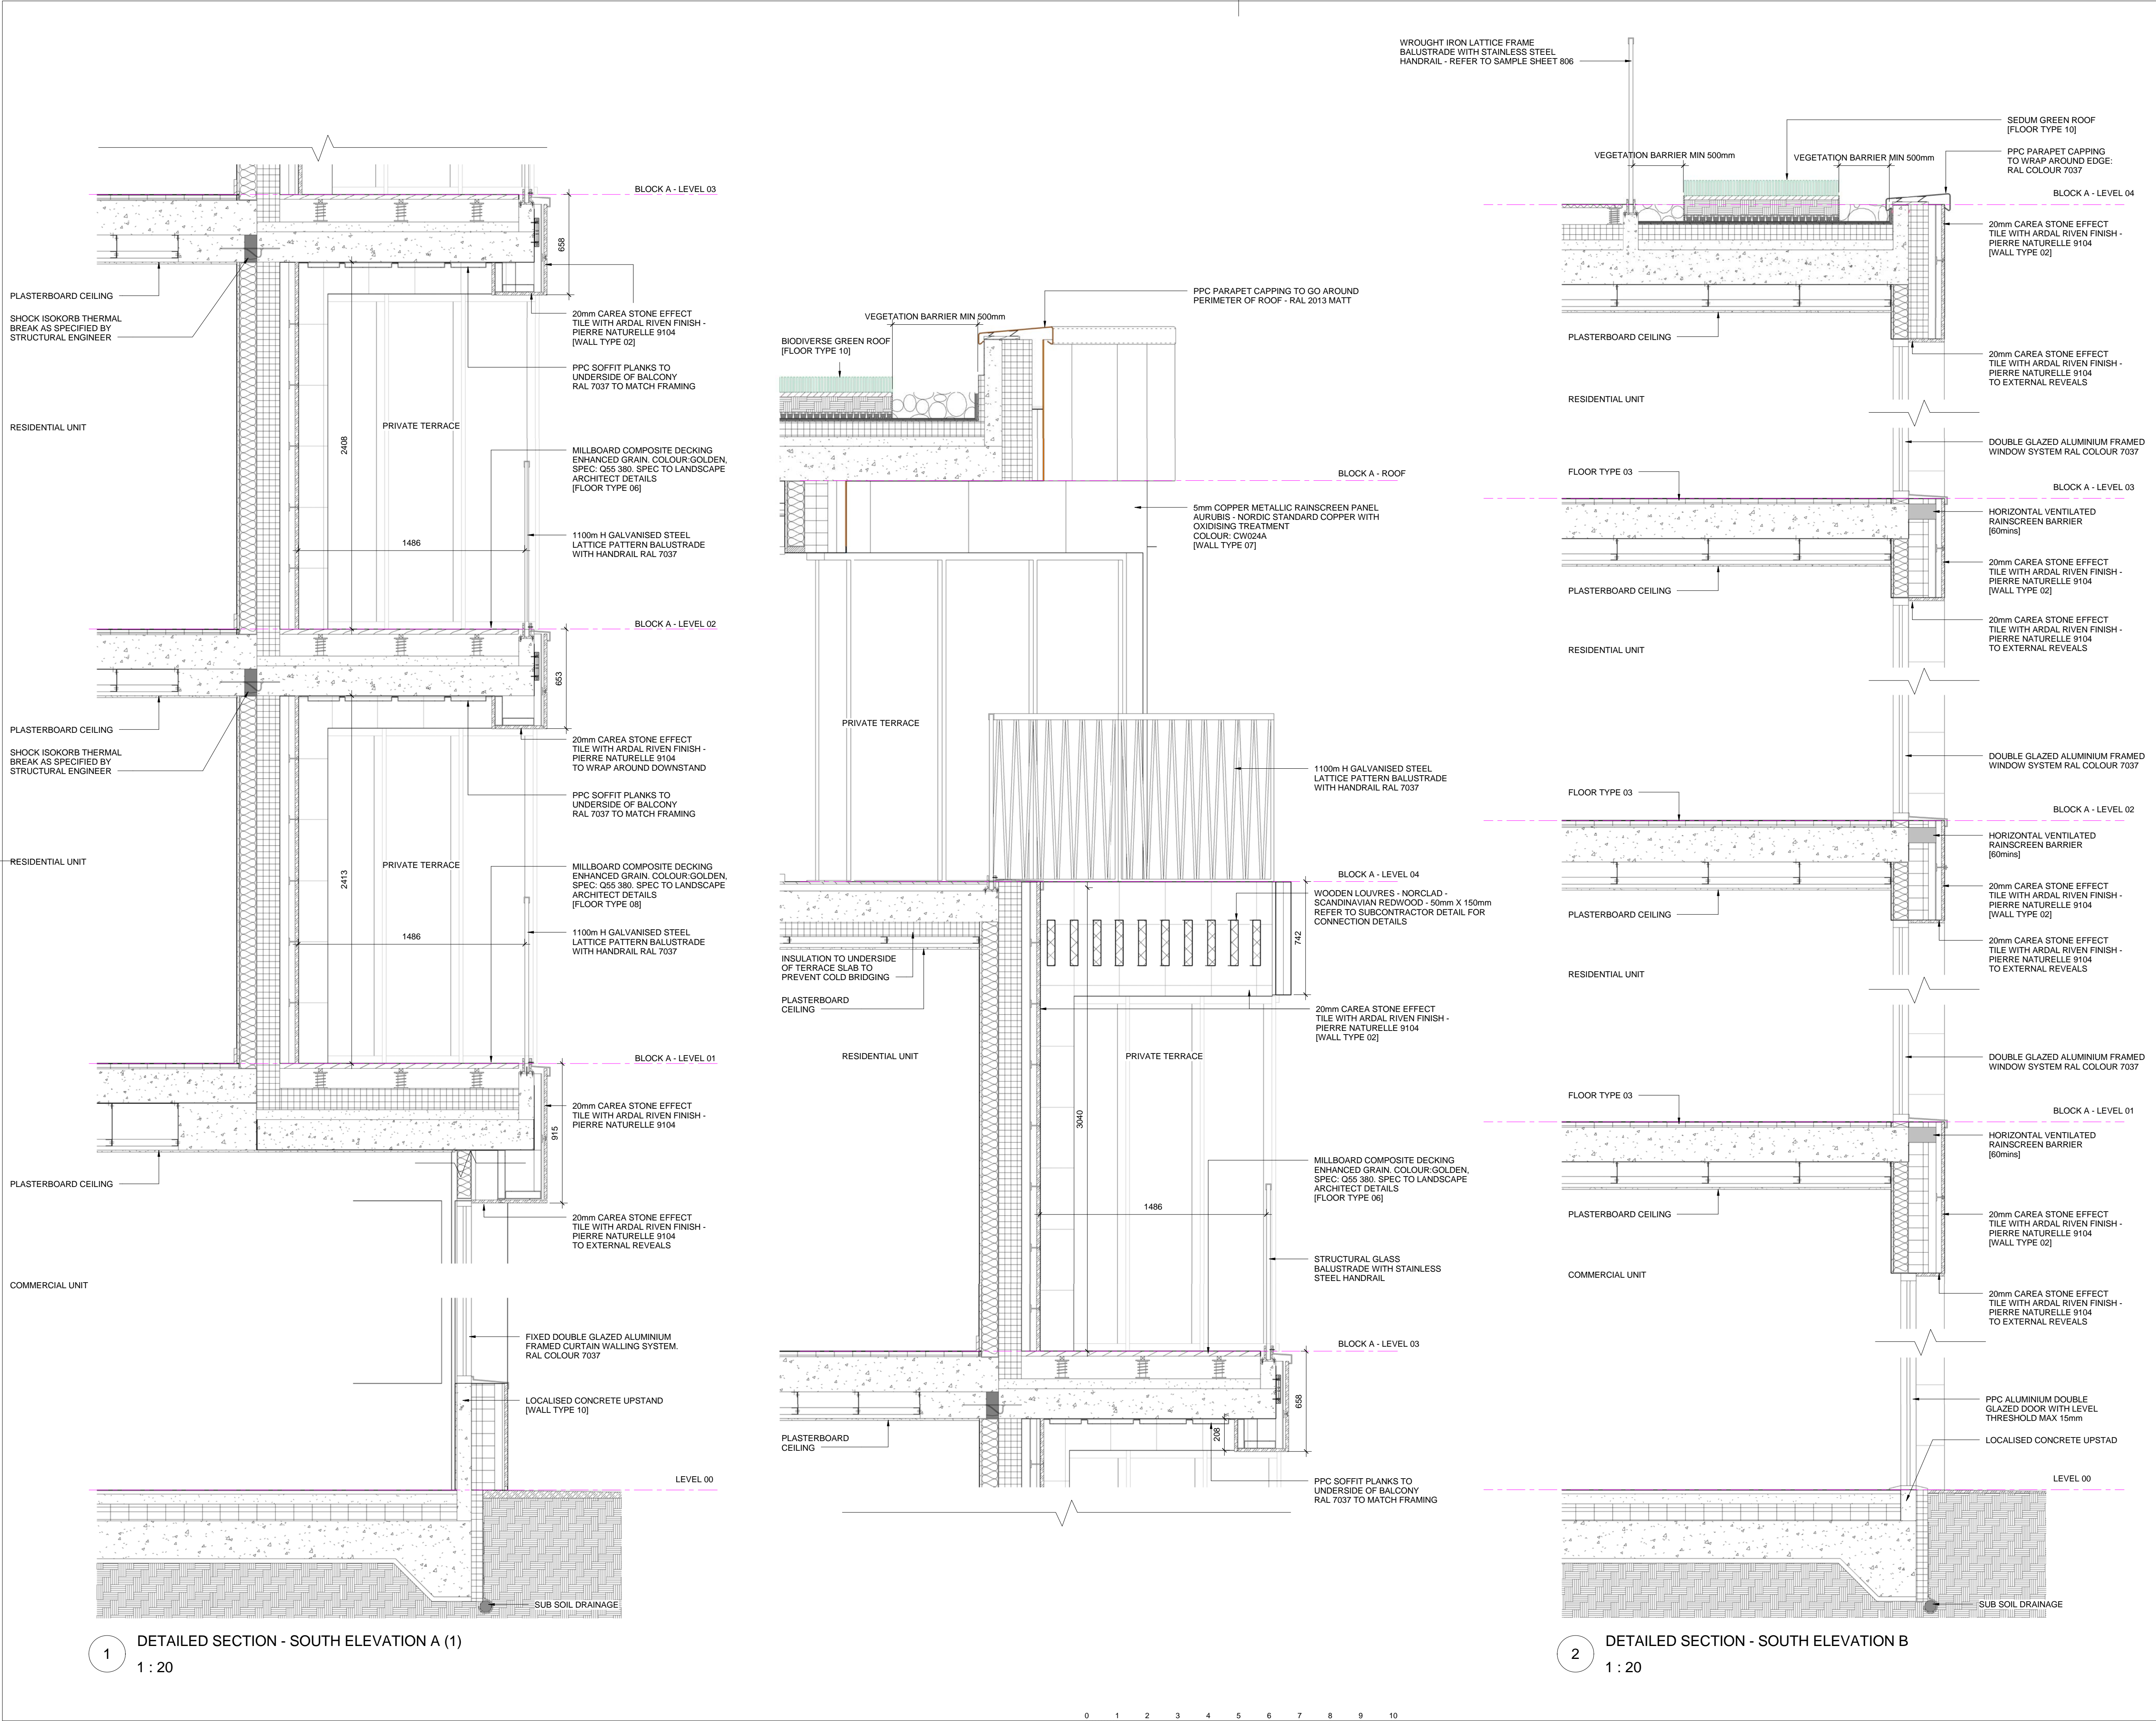 BLOCK A - LEVEL 03
658
PLASTERBOARD CEILING
SHOCK ISOKORB THERMAL
BREAK AS SPECIFIED BY
STRUCTURAL ENGINEER
20mm CAREA STONE EFFECT
TILE WITH ARDAL RIVEN FINISH -
PIERRE NATURELLE 9104
[WALL TYPE 02]
PPC SOFFIT PLANKS TO
UNDERSIDE OF BALCONY
RAL 7037 TO MATCH FRAMING
RESIDENTIAL UNIT
2408
PRIVATE TERRACE
MILLBOARD COMPOSITE DECKING
ENHANCED GRAIN. COLOUR:GOLDEN,
SPEC: Q55 380. SPEC TO LANDSCAPE
ARCHITECT DETAILS
[FLOOR TYPE 06]
1486
1100m H GALVANISED STEEL
LATTICE PATTERN BALUSTRADE
WITH HANDRAIL RAL 7037
BLOCK A - LEVEL 02
653
PLASTERBOARD CEILING
SHOCK ISOKORB THERMAL
BREAK AS SPECIFIED BY
STRUCTURAL ENGINEER
20mm CAREA STONE EFFECT
TILE WITH ARDAL RIVEN FINISH -
PIERRE NATURELLE 9104
TO WRAP AROUND DOWNSTAND
PPC SOFFIT PLANKS TO
UNDERSIDE OF BALCONY
RAL 7037 TO MATCH FRAMING
RESIDENTIAL UNIT
2413
PRIVATE TERRACE
MILLBOARD COMPOSITE DECKING
ENHANCED GRAIN. COLOUR:GOLDEN,
SPEC: Q55 380. SPEC TO LANDSCAPE
ARCHITECT DETAILS
[FLOOR TYPE 08]
1486
1100m H GALVANISED STEEL
LATTICE PATTERN BALUSTRADE
WITH HANDRAIL RAL 7037
BLOCK A - LEVEL 01
915
20mm CAREA STONE EFFECT
TILE WITH ARDAL RIVEN FINISH -
PIERRE NATURELLE 9104
PLASTERBOARD CEILING
20mm CAREA STONE EFFECT
TILE WITH ARDAL RIVEN FINISH -
PIERRE NATURELLE 9104
TO EXTERNAL REVEALS
COMMERCIAL UNIT
FIXED DOUBLE GLAZED ALUMINIUM
FRAMED CURTAIN WALLING SYSTEM.
RAL COLOUR 7037
LOCALISED CONCRETE UPSTAND
[WALL TYPE 10]
LEVEL 00
SUB SOIL DRAINAGE
1
DETAILED SECTION - SOUTH ELEVATION A (1)
1 : 20
PPC PARAPET CAPPING TO GO AROUND
PERIMETER OF ROOF - RAL 2013 MATT
VEGETATION BARRIER MIN 500mm
BIODIVERSE GREEN ROOF
[FLOOR TYPE 10]
BLOCK A - ROOF
5mm COPPER METALLIC RAINSCREEN PANEL
AURUBIS - NORDIC STANDARD COPPER WITH
OXIDISING TREATMENT
COLOUR: CW024A
[WALL TYPE 07]
PRIVATE TERRACE
1100m H GALVANISED STEEL
LATTICE PATTERN BALUSTRADE
WITH HANDRAIL RAL 7037
BLOCK A - LEVEL 04
WOODEN LOUVRES - NORCLAD -
SCANDINAVIAN REDWOOD - 50mm X 150mm
REFER TO SUBCONTRACTOR DETAIL FOR
CONNECTION DETAILS
742
INSULATION TO UNDERSIDE
OF TERRACE SLAB TO
PREVENT COLD BRIDGING
PLASTERBOARD
CEILING
20mm CAREA STONE EFFECT
TILE WITH ARDAL RIVEN FINISH -
PIERRE NATURELLE 9104
[WALL TYPE 02]
RESIDENTIAL UNIT
PRIVATE TERRACE
3040
MILLBOARD COMPOSITE DECKING
ENHANCED GRAIN. COLOUR:GOLDEN,
SPEC: Q55 380. SPEC TO LANDSCAPE
ARCHITECT DETAILS
[FLOOR TYPE 06]
1486
STRUCTURAL GLASS
BALUSTRADE WITH STAINLESS
STEEL HANDRAIL
BLOCK A - LEVEL 03
658
208
PLASTERBOARD
CEILING
PPC SOFFIT PLANKS TO
UNDERSIDE OF BALCONY
RAL 7037 TO MATCH FRAMING
WROUGHT IRON LATTICE FRAME
BALUSTRADE WITH STAINLESS STEEL
HANDRAIL - REFER TO SAMPLE SHEET 806
SEDUM GREEN ROOF
[FLOOR TYPE 10]
VEGETATION BARRIER MIN 500mm
VEGETATION BARRIER MIN 500mm
PPC PARAPET CAPPING
TO WRAP AROUND EDGE:
RAL COLOUR 7037
BLOCK A - LEVEL 04
20mm CAREA STONE EFFECT
TILE WITH ARDAL RIVEN FINISH -
PIERRE NATURELLE 9104
[WALL TYPE 02]
PLASTERBOARD CEILING
20mm CAREA STONE EFFECT
TILE WITH ARDAL RIVEN FINISH -
PIERRE NATURELLE 9104
TO EXTERNAL REVEALS
RESIDENTIAL UNIT
DOUBLE GLAZED ALUMINIUM FRAMED
WINDOW SYSTEM RAL COLOUR 7037
FLOOR TYPE 03
BLOCK A - LEVEL 03
HORIZONTAL VENTILATED
RAINSCREEN BARRIER
[60mins]
20mm CAREA STONE EFFECT
TILE WITH ARDAL RIVEN FINISH -
PIERRE NATURELLE 9104
[WALL TYPE 02]
PLASTERBOARD CEILING
20mm CAREA STONE EFFECT
TILE WITH ARDAL RIVEN FINISH -
PIERRE NATURELLE 9104
TO EXTERNAL REVEALS
RESIDENTIAL UNIT
DOUBLE GLAZED ALUMINIUM FRAMED
WINDOW SYSTEM RAL COLOUR 7037
FLOOR TYPE 03
BLOCK A - LEVEL 02
HORIZONTAL VENTILATED
RAINSCREEN BARRIER
[60mins]
20mm CAREA STONE EFFECT
TILE WITH ARDAL RIVEN FINISH -
PIERRE NATURELLE 9104
[WALL TYPE 02]
PLASTERBOARD CEILING
20mm CAREA STONE EFFECT
TILE WITH ARDAL RIVEN FINISH -
PIERRE NATURELLE 9104
TO EXTERNAL REVEALS
RESIDENTIAL UNIT
DOUBLE GLAZED ALUMINIUM FRAMED
WINDOW SYSTEM RAL COLOUR 7037
FLOOR TYPE 03
BLOCK A - LEVEL 01
HORIZONTAL VENTILATED
RAINSCREEN BARRIER
[60mins]
20mm CAREA STONE EFFECT
TILE WITH ARDAL RIVEN FINISH -
PIERRE NATURELLE 9104
[WALL TYPE 02]
PLASTERBOARD CEILING
COMMERCIAL UNIT
20mm CAREA STONE EFFECT
TILE WITH ARDAL RIVEN FINISH -
PIERRE NATURELLE 9104
TO EXTERNAL REVEALS
PPC ALUMINIUM DOUBLE
GLAZED DOOR WITH LEVEL
THRESHOLD MAX 15mm
LOCALISED CONCRETE UPSTAD
LEVEL 00
SUB SOIL DRAINAGE
2
DETAILED SECTION - SOUTH ELEVATION B
1 : 20
0 1 2 3 4 5 6 7 8 9 10